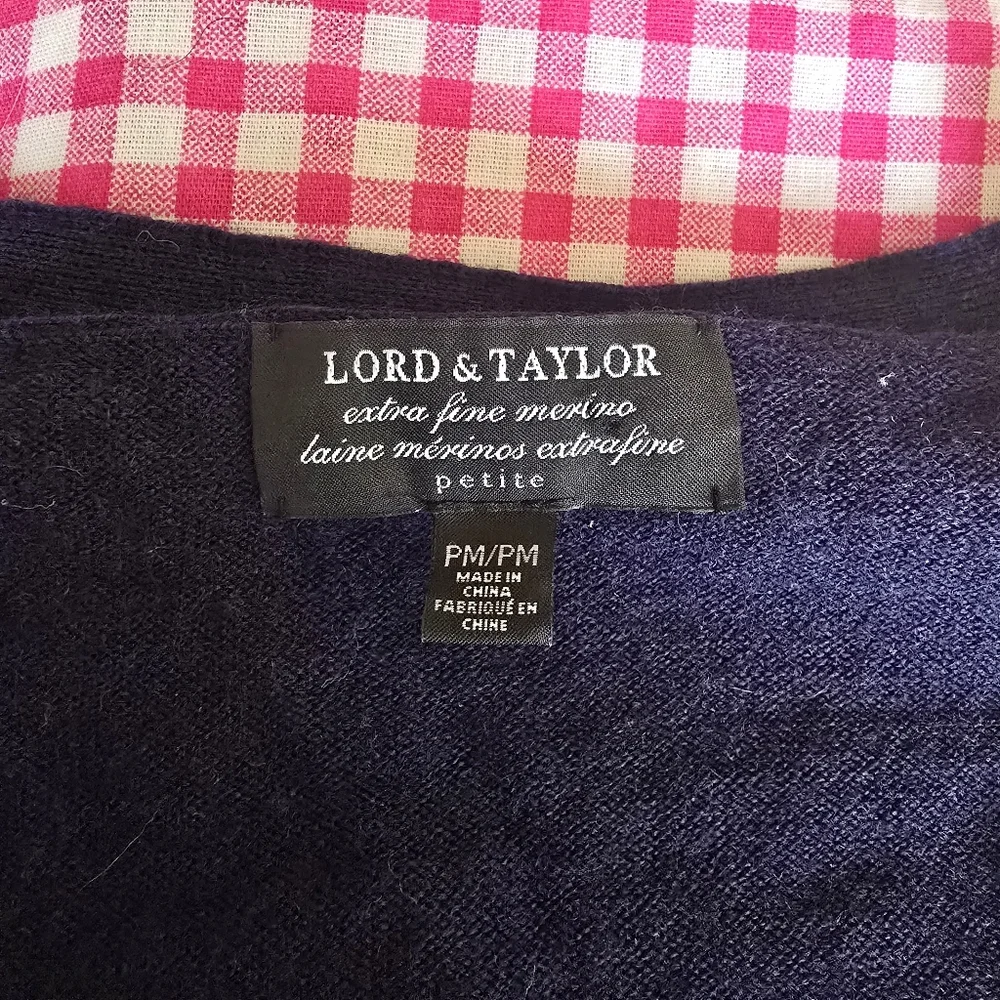 LORD & TAYLOR
extra fine merino
laine mérinos extrafine
petite
PM/PM
MADE IN
CHINA
FABRIQUÉ EN
CHINE